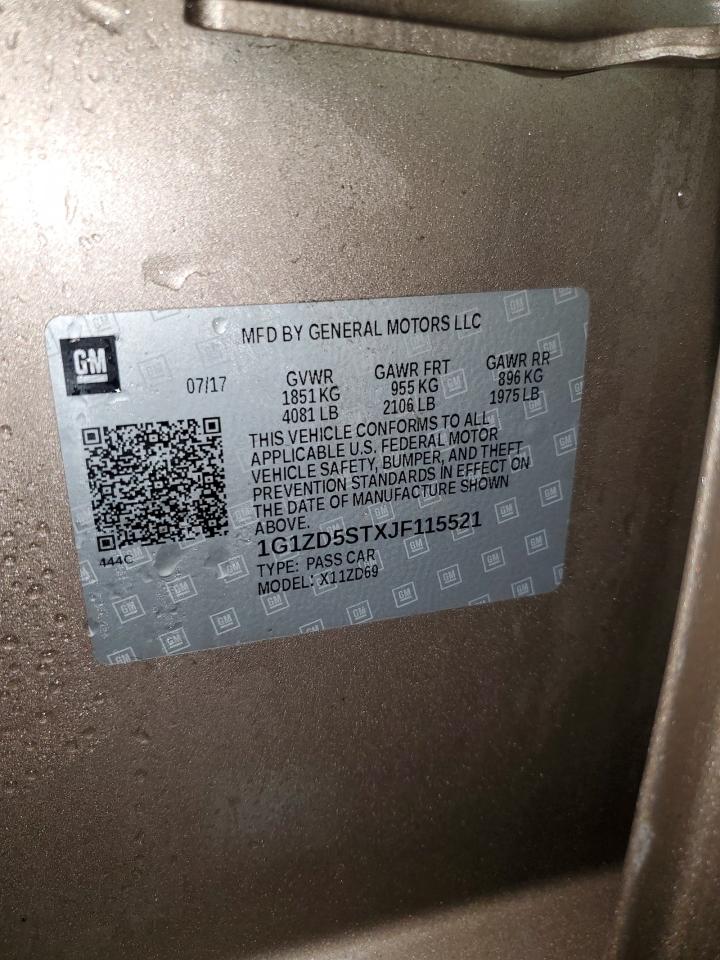 MFD BY GENERAL MOTORS LLC
GM
07/17
GVWR GAWR FRT GAWR RR
1851 KG 955 KG 896 KG
4081 LB 2106 LB 1975 LB
THIS VEHICLE CONFORMS TO ALL
APPLICABLE U.S. FEDERAL MOTOR
VEHICLE SAFETY, BUMPER, AND THEFT
PREVENTION STANDARDS IN EFFECT ON
THE DATE OF MANUFACTURE SHOWN
ABOVE.
1G1ZD5STXJF115521
444C
TYPE: PASS CAR
MODEL: X11ZD69